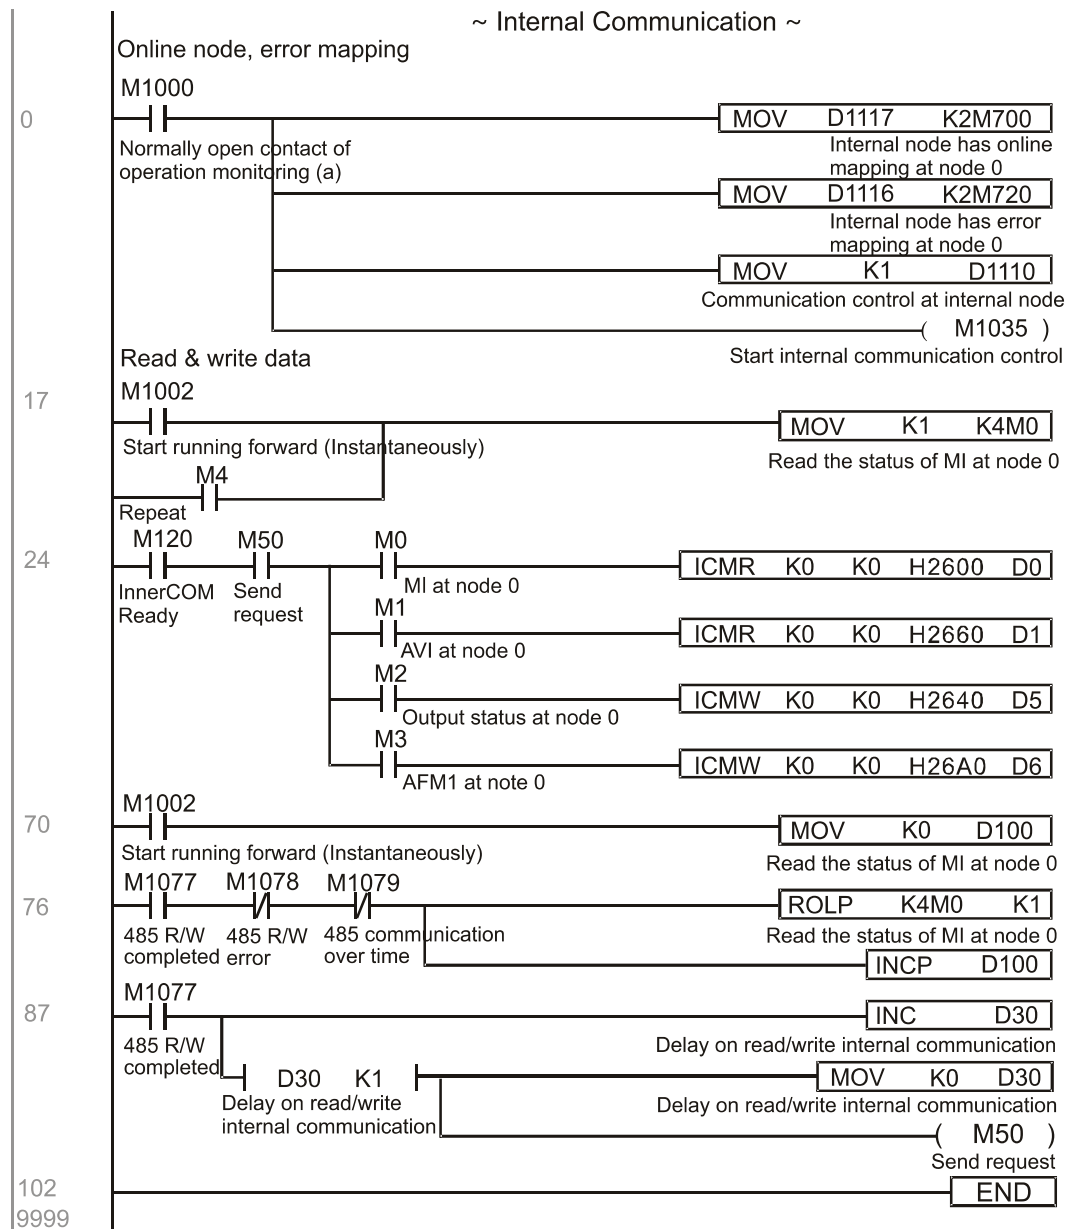 ~ Internal Communication ~
Online node, error mapping
M1000
0
MOV D1117 K2M700
Normally open contact of
operation monitoring (a)
Internal node has online
mapping at node 0
MOV D1116 K2M720
Internal node has error
mapping at node 0
MOV K1 D1110
Communication control at internal node
( M1035 )
Start internal communication control
Read & write data
M1002
17
MOV K1 K4M0
Start running forward (Instantaneously)
Read the status of MI at node 0
M4
Repeat
M120 M50 M0
24
ICMR K0 K0 H2600 D0
InnerCOM
Ready
Send
request
MI at node 0
M1
ICMR K0 K0 H2660 D1
AVI at node 0
M2
ICMW K0 K0 H2640 D5
Output status at node 0
M3
ICMW K0 K0 H26A0 D6
AFM1 at note 0
M1002
70
MOV K0 D100
Start running forward (Instantaneously)
Read the status of MI at node 0
M1077 M1078 M1079
76
ROLP K4M0 K1
485 R/W
completed
485 R/W
error
485 communication
over time
Read the status of MI at node 0
INCP D100
M1077
87
INC D30
485 R/W
completed
Delay on read/write internal communication
D30 K1
MOV K0 D30
Delay on read/write
internal communication
Delay on read/write internal communication
( M50 )
Send request
102
END
9999